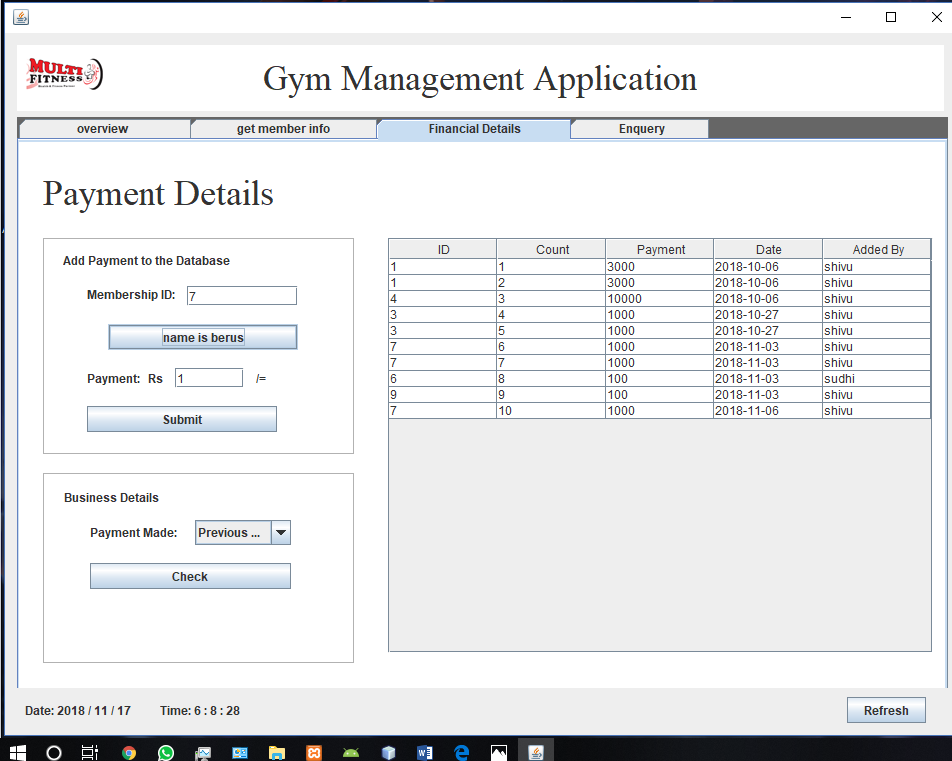 MULTI
FITNESS
Gym Management Application
overview get member info Financial Details Enquery
Payment Details
Add Payment to the Database
Membership ID: 7
name is berus
Payment: Rs 1 /=
Submit
Business Details
Payment Made: Previous ...
Check
ID Count Payment Date Added By
1 1 3000 2018-10-06 shivu
1 2 3000 2018-10-06 shivu
4 3 10000 2018-10-06 shivu
3 4 1000 2018-10-27 shivu
3 5 1000 2018-10-27 shivu
7 6 1000 2018-11-03 shivu
7 7 1000 2018-11-03 shivu
6 8 100 2018-11-03 sudhi
9 9 100 2018-11-03 shivu
7 10 1000 2018-11-06 shivu
Date: 2018 / 11 / 17 Time: 6 : 8 : 28
Refresh